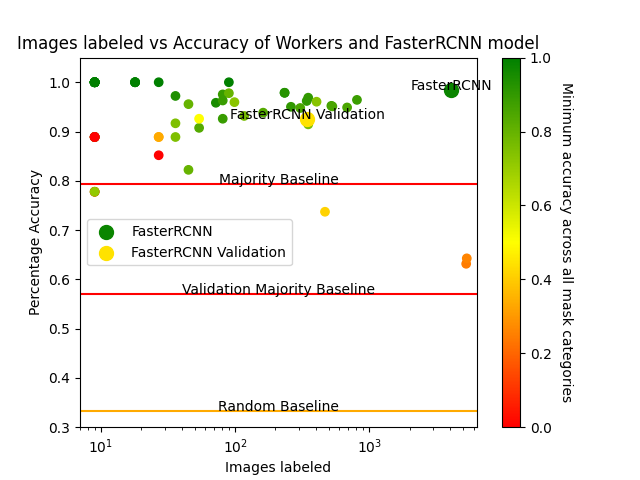 Images labeled vs Accuracy of Workers and FasterRCNN model
1.0
0.9
0.8
0.7
0.6
0.5
0.4
0.3
Percentage Accuracy
FasterRCNN
FasterRCNN Validation
Majority Baseline
FasterRCNN
FasterRCNN Validation
Validation Majority Baseline
Random Baseline
10¹
10²
10³
Images labeled
1.0
0.8
0.6
0.4
0.2
0.0
Minimum accuracy across all mask categories